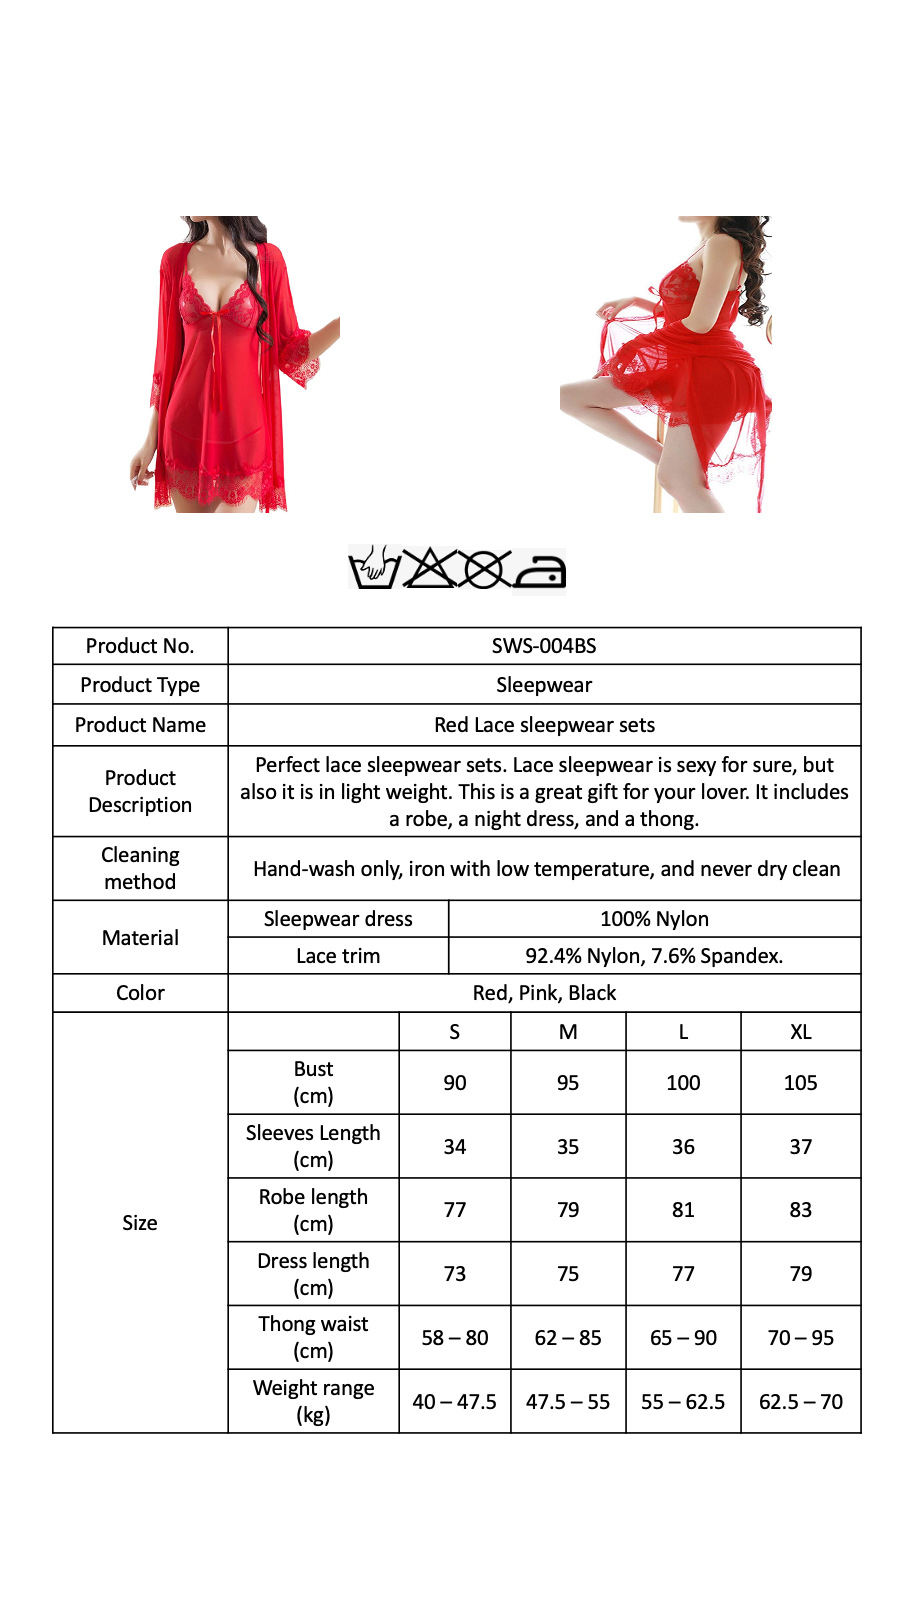 Product No.
SWS-004BS
Product Type
Sleepwear
Product Name
Red Lace sleepwear sets
Product
Description
Perfect lace sleepwear sets. Lace sleepwear is sexy for sure, but
also it is in light weight. This is a great gift for your lover. It includes
a robe, a night dress, and a thong.
Cleaning
method
Hand-wash only, iron with low temperature, and never dry clean
Material
Sleepwear dress
100% Nylon
Lace trim
92.4% Nylon, 7.6% Spandex.
Color
Red, Pink, Black
Size
S M L XL
Bust
(cm)
90 95 100 105
Sleeves Length
(cm)
34 35 36 37
Robe length
(cm)
77 79 81 83
Dress length
(cm)
73 75 77 79
Thong waist
(cm)
58 – 80 62 – 85 65 – 90 70 – 95
Weight range
(kg)
40 – 47.5 47.5 – 55 55 – 62.5 62.5 – 70